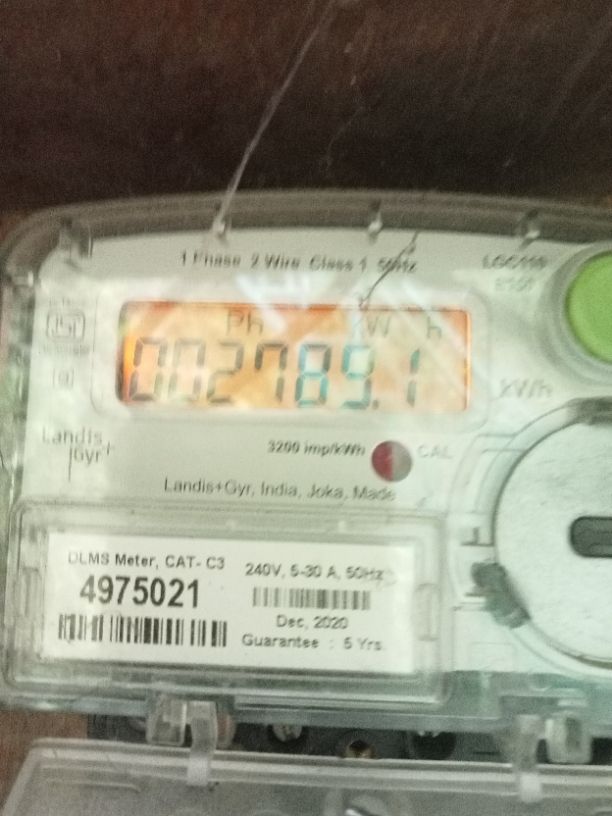 1 Phase 2 Wire Class 1 50Hz
Ph kW h
002789.1
kWh
Landis
Gyr+
3200 imp/kWh
CAL
Landis+Gyr, India, Joka, Made
DLMS Meter, CAT- C3
4975021
240V, 5-30 A, 50Hz
Dec, 2020
Guarantee : 5 Yrs.